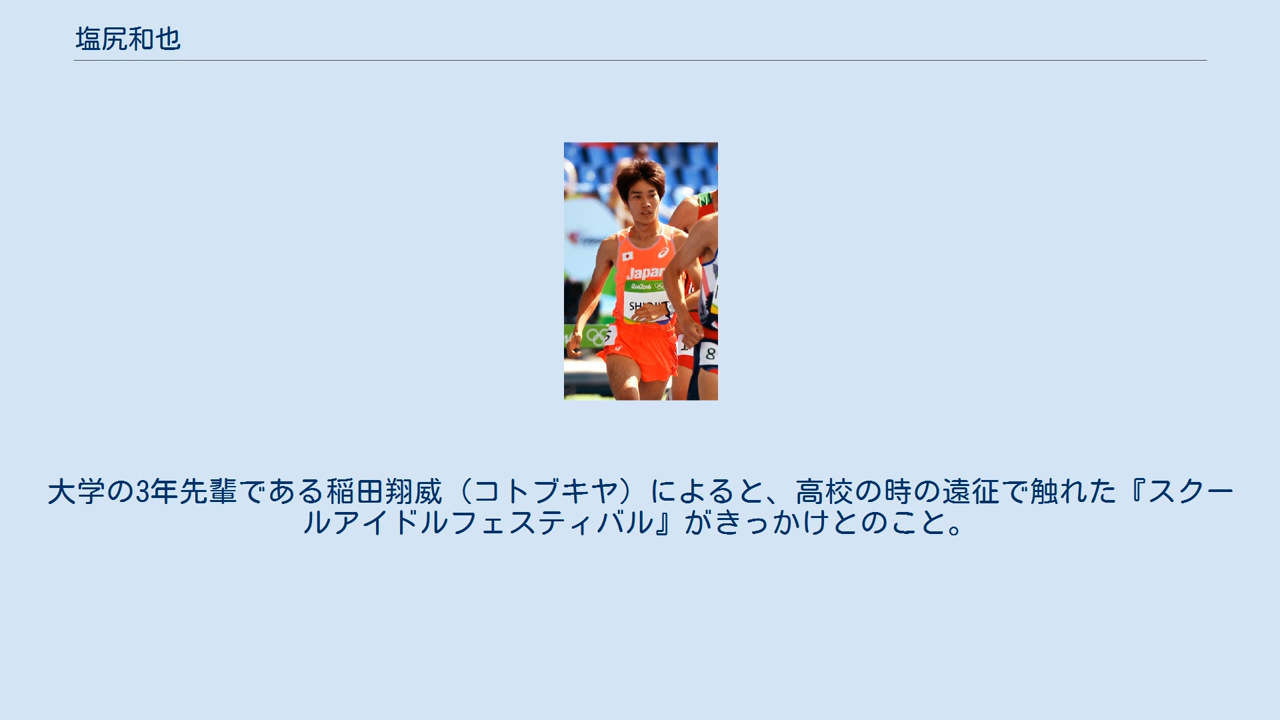 塩尻和也
Japan
Rio2016
8
大学の3年先輩である稲田翔威（コトブキヤ）によると、高校の時の遠征で触れた『スクー
ルアイドルフェスティバル』がきっかけとのこと。